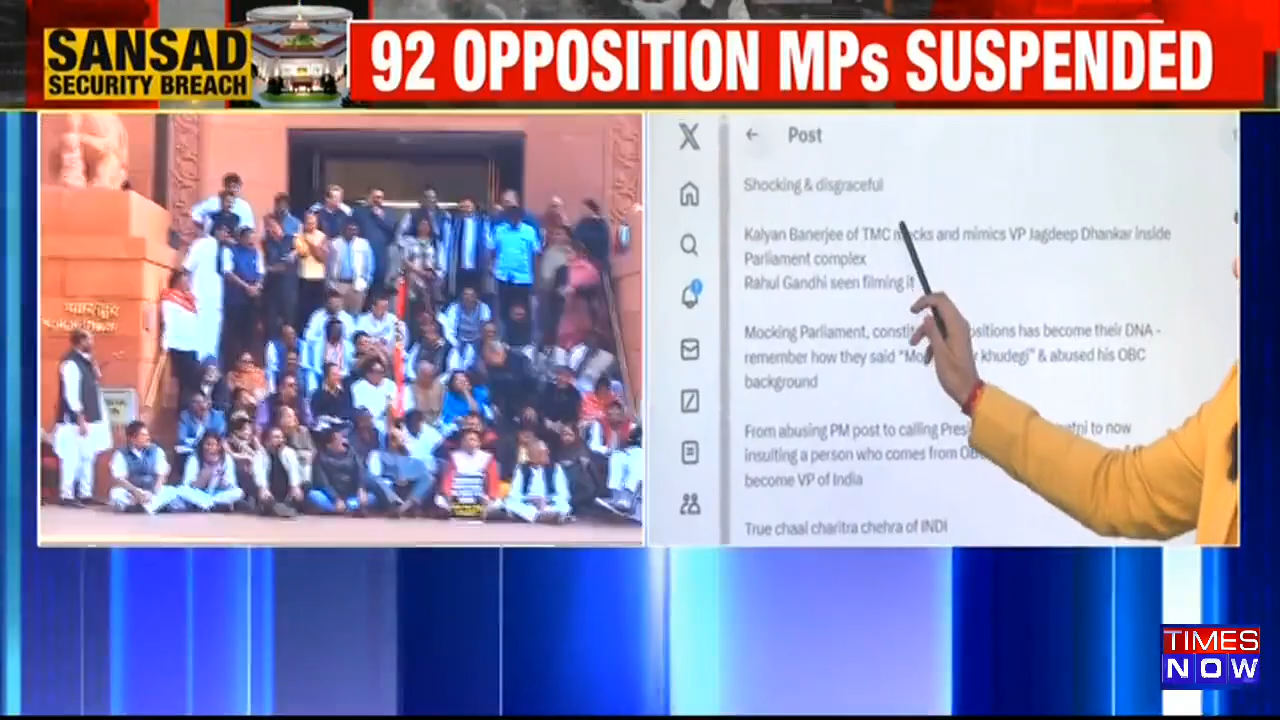 SANSAD
SECURITY BREACH
92 OPPOSITION MPs SUSPENDED
X
Post
Shocking & disgraceful
Kalyan Banerjee of TMC mocks and mimics VP Jagdeep Dhankar inside
Parliament complex
Rahul Gandhi seen filming it
Mocking Parliament, has become their DNA -
remember how they said khudegi" & abused his OBC
background
From abusing PM post to calling to now
insulting a person who comes from
become VP of India
True chaal charitra chehra of INDI
TIMES
NOW